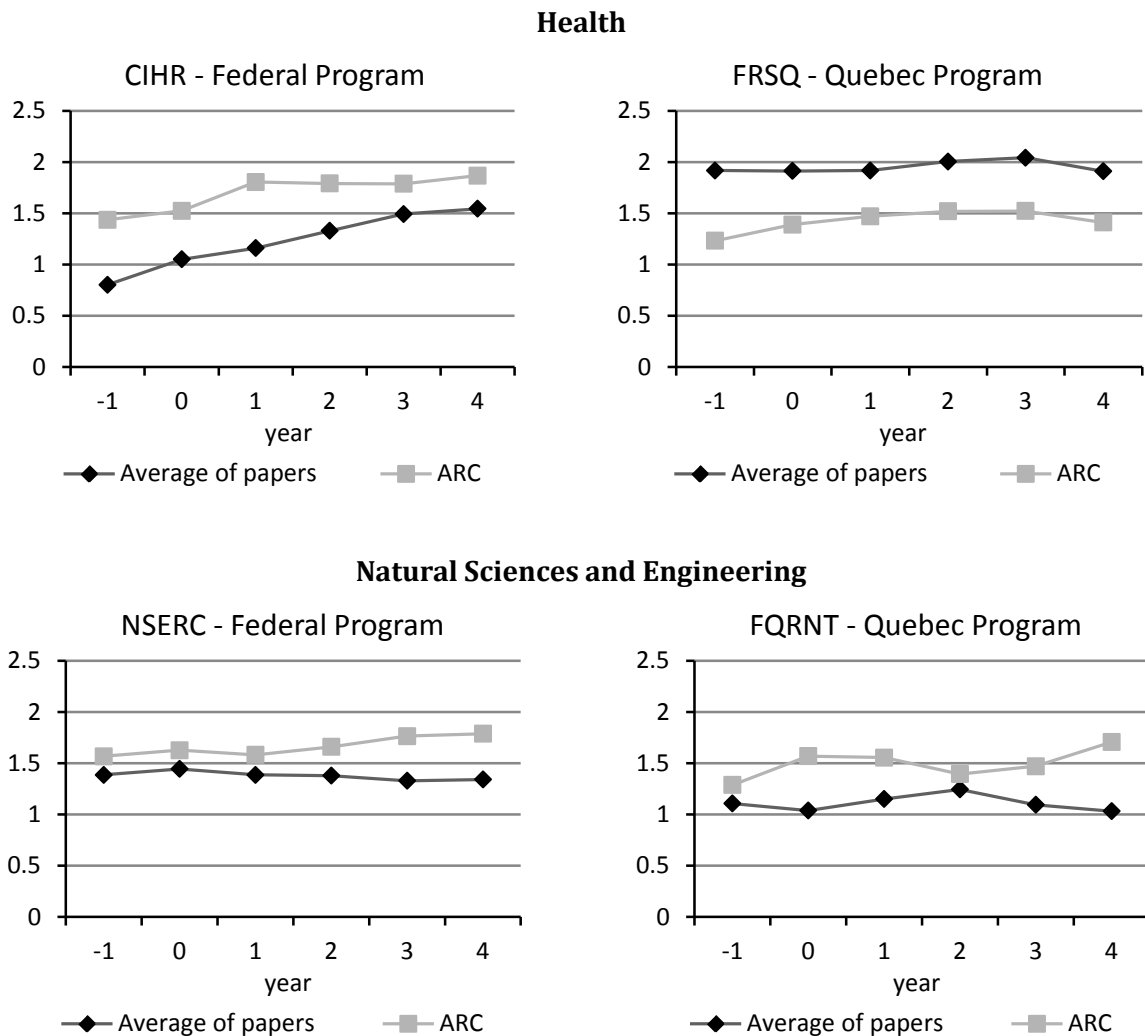 Health
CIHR - Federal Program
2.5
2
1.5
1
0.5
0
-1 0 1 2 3 4
year
Average of papers ARC
FRSQ - Quebec Program
2.5
2
1.5
1
0.5
0
-1 0 1 2 3 4
year
Average of papers ARC
Natural Sciences and Engineering
NSERC - Federal Program
2.5
2
1.5
1
0.5
0
-1 0 1 2 3 4
year
Average of papers ARC
FQRNT - Quebec Program
2.5
2
1.5
1
0.5
0
-1 0 1 2 3 4
year
Average of papers ARC